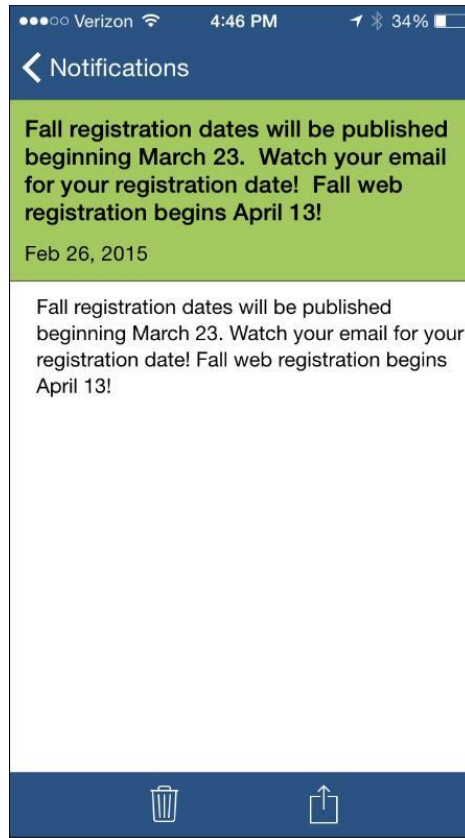 Verizon 4:46 PM 34%
Notifications
Fall registration dates will be published
beginning March 23.  Watch your email
for your registration date!  Fall web
registration begins April 13!
Feb 26, 2015
Fall registration dates will be published
beginning March 23. Watch your email for your
registration date! Fall web registration begins
April 13!